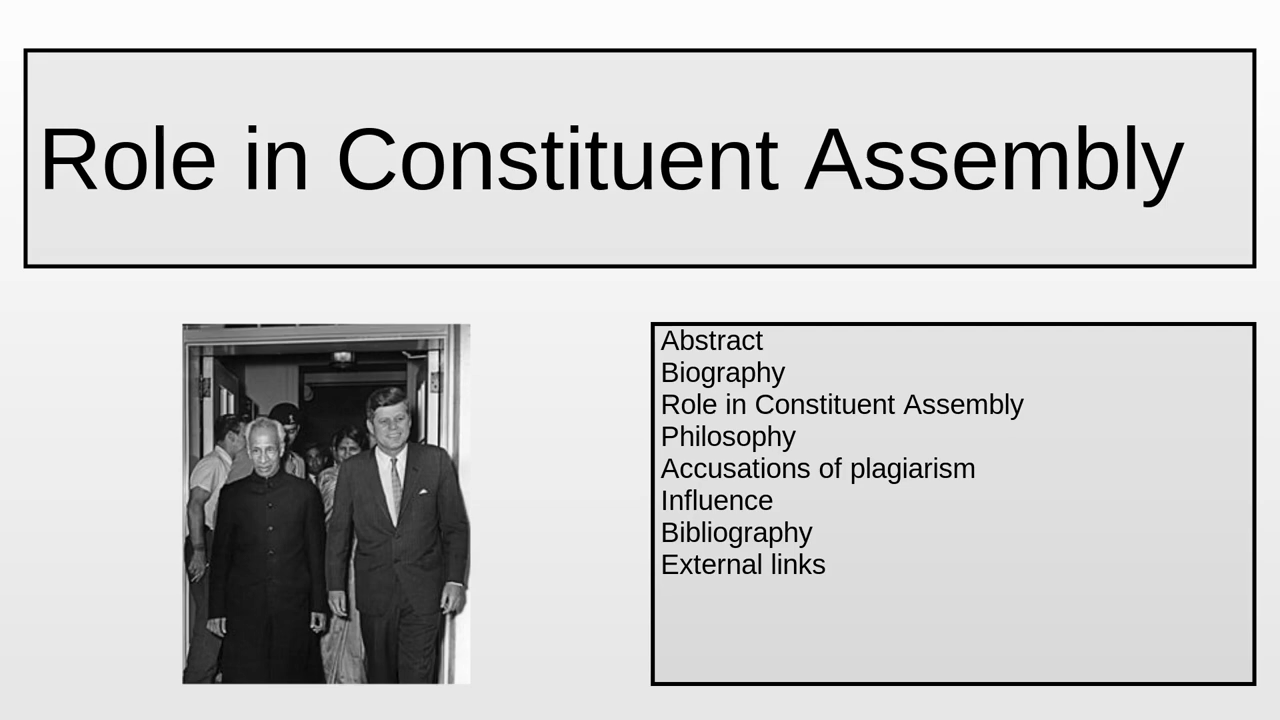 Role in Constituent Assembly
Abstract
Biography
Role in Constituent Assembly
Philosophy
Accusations of plagiarism
Influence
Bibliography
External links